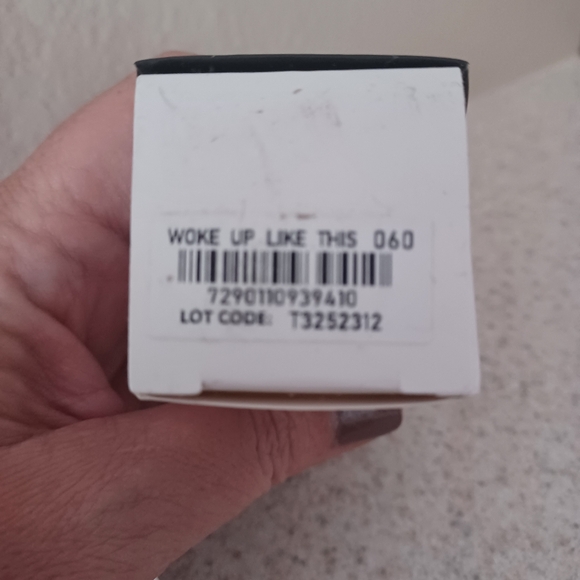 WOKE UP LIKE THIS 060
7290110939410
LOT CODE: T3252312